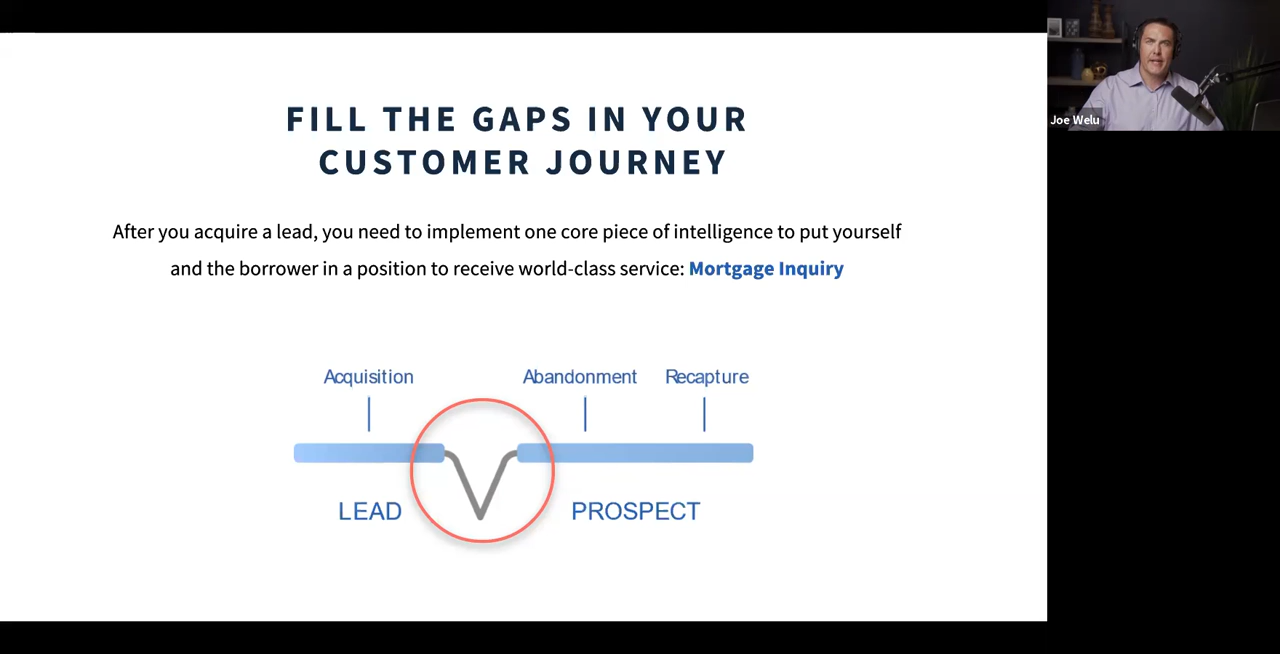 FILL THE GAPS IN YOUR
CUSTOMER JOURNEY
After you acquire a lead, you need to implement one core piece of intelligence to put yourself
and the borrower in a position to receive world-class service: Mortgage Inquiry
Acquisition
Abandonment
Recapture
LEAD
PROSPECT
Joe Welu